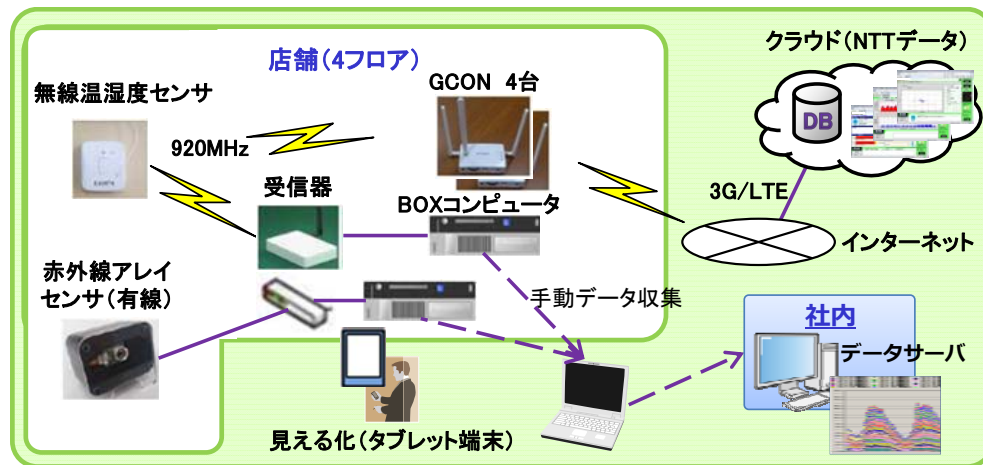 店舗(4フロア)
クラウド(NTTデータ)
無線温湿度センサ
GCON 4台
920MHz
DB
受信器
BOXコンピュータ
3G/LTE
インターネット
赤外線アレイ
センサ(有線)
手動データ収集
社内
データサーバ
見える化(タブレット端末)